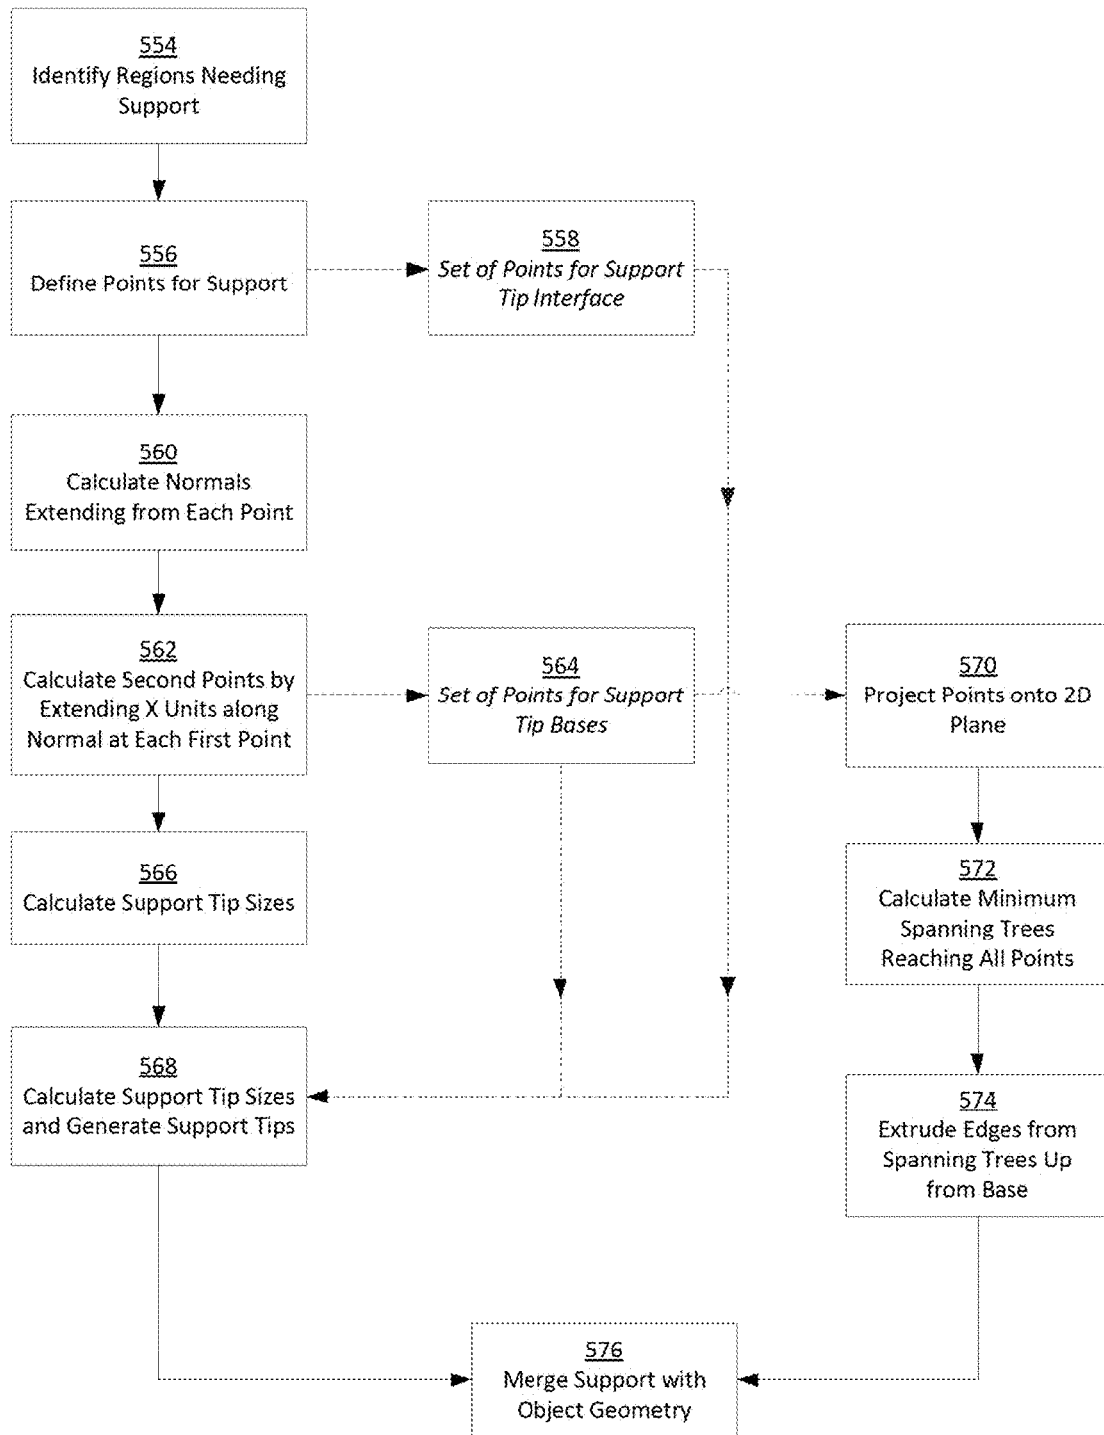 554
Identify Regions Needing
Support
556
Define Points for Support
558
Set of Points for Support
Tip Interface
560
Calculate Normals
Extending from Each Point
562
Calculate Second Points by
Extending X Units along
Normal at Each First Point
564
Set of Points for Support
Tip Bases
570
Project Points onto 2D
Plane
566
Calculate Support Tip Sizes
572
Calculate Minimum
Spanning Trees
Reaching All Points
568
Calculate Support Tip Sizes
and Generate Support Tips
574
Extrude Edges from
Spanning Trees Up
from Base
576
Merge Support with
Object Geometry